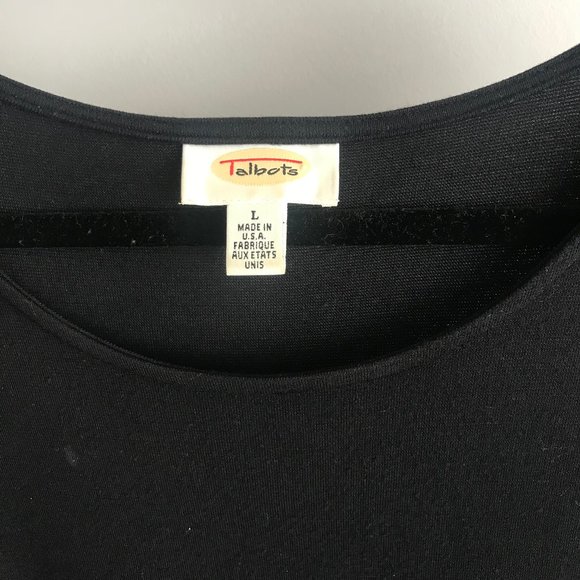 Talbots
L
MADE IN
U.S.A.
FABRIQUE
AUX ETATS
UNIS